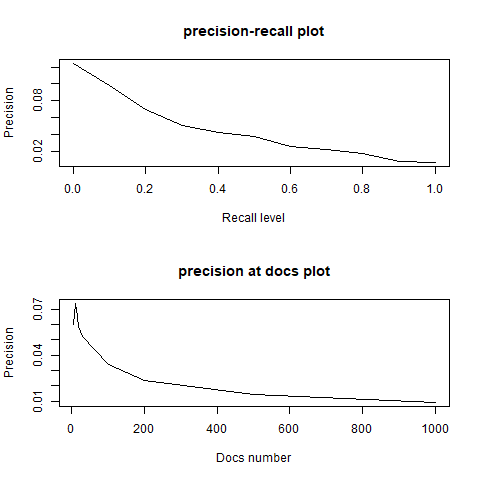 precision-recall plot
Precision
0.02 0.08
0.0 0.2 0.4 0.6 0.8 1.0
Recall level
precision at docs plot
Precision
0.01 0.04 0.07
0 200 400 600 800 1000
Docs number